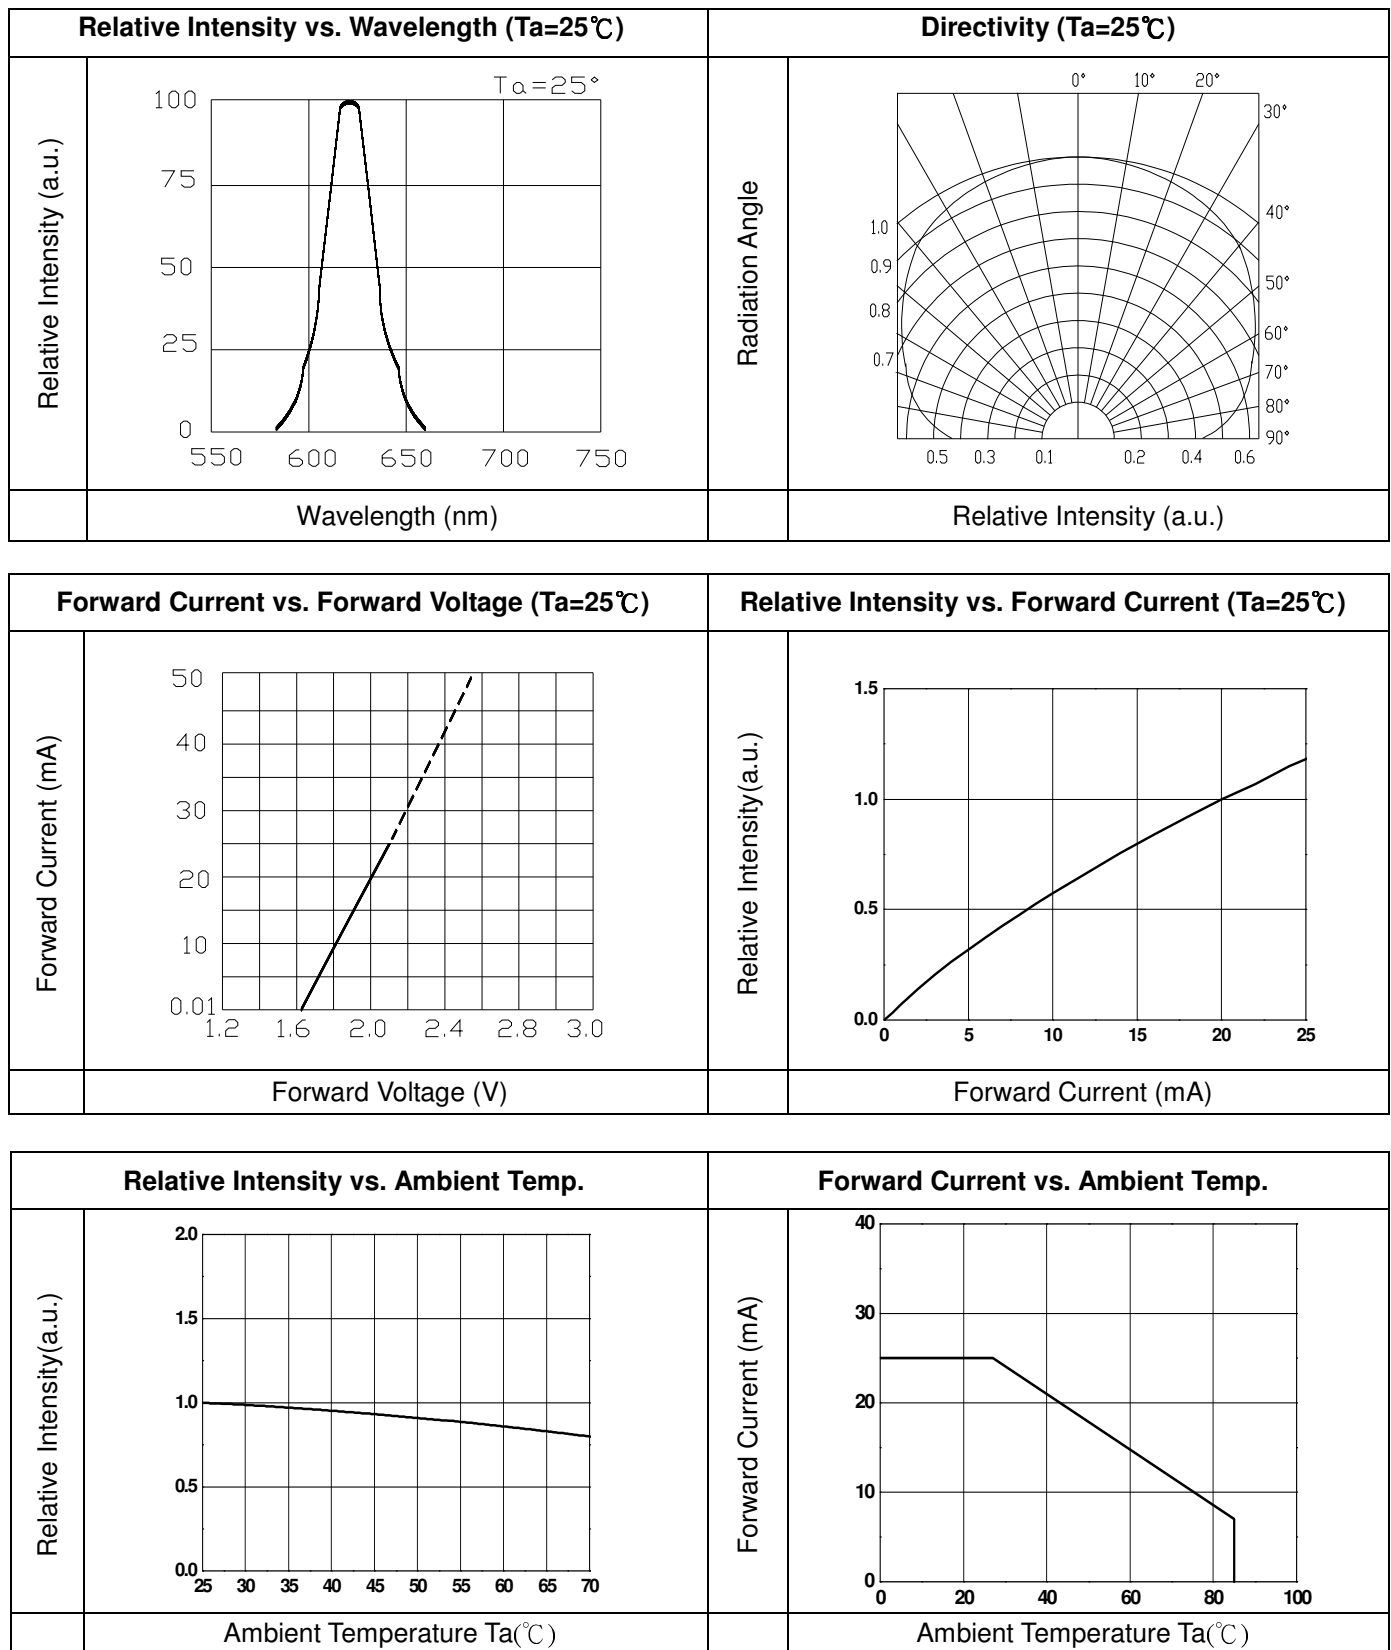 Relative Intensity vs. Wavelength (Ta=25℃)
Directivity (Ta=25℃)
Relative Intensity (a.u.)
Ta=25°
100
75
50
25
0
550 600 650 700 750
Wavelength (nm)
Radiation Angle
0° 10° 20°
30°
40°
50°
60°
70°
80°
90°
1.0
0.9
0.8
0.7
0.5 0.3 0.1 0.2 0.4 0.6
Relative Intensity (a.u.)
Forward Current vs. Forward Voltage (Ta=25℃)
Relative Intensity vs. Forward Current (Ta=25℃)
Forward Current (mA)
50
40
30
20
10
0.01
1.2 1.6 2.0 2.4 2.8 3.0
Forward Voltage (V)
Relative Intensity(a.u.)
1.5
1.0
0.5
0.0
0 5 10 15 20 25
Forward Current (mA)
Relative Intensity vs. Ambient Temp.
Forward Current vs. Ambient Temp.
Relative Intensity(a.u.)
2.0
1.5
1.0
0.5
0.0
25 30 35 40 45 50 55 60 65 70
Ambient Temperature Ta(℃)
Forward Current (mA)
40
30
20
10
0
0 20 40 60 80 100
Ambient Temperature Ta(℃)